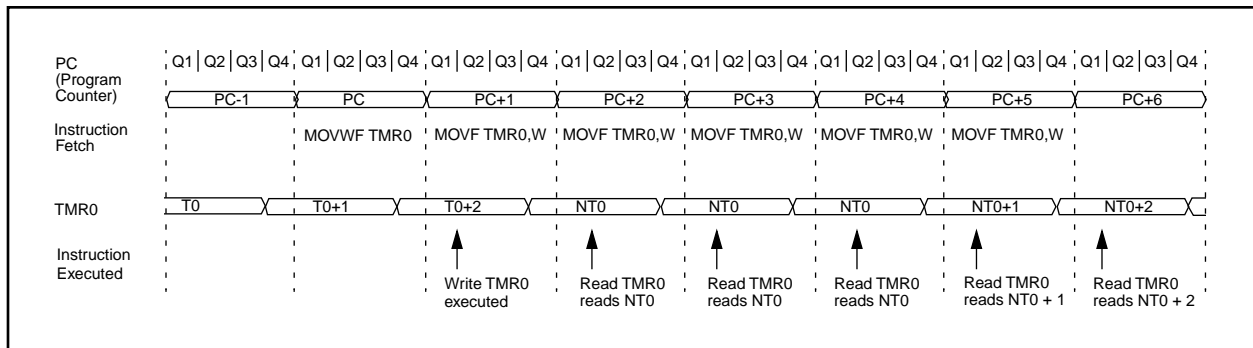 PC
(Program
Counter)
Q1 Q2 Q3 Q4 Q1 Q2 Q3 Q4 Q1 Q2 Q3 Q4 Q1 Q2 Q3 Q4 Q1 Q2 Q3 Q4 Q1 Q2 Q3 Q4 Q1 Q2 Q3 Q4 Q1 Q2 Q3 Q4
PC-1 PC PC+1 PC+2 PC+3 PC+4 PC+5 PC+6
Instruction
Fetch
MOVWF TMR0 MOVF TMR0,W MOVF TMR0,W MOVF TMR0,W MOVF TMR0,W MOVF TMR0,W
TMR0
T0 T0+1 T0+2 NT0 NT0 NT0 NT0+1 NT0+2
Instruction
Executed
Write TMR0
executed
Read TMR0
reads NT0
Read TMR0
reads NT0
Read TMR0
reads NT0
Read TMR0
reads NT0 + 1
Read TMR0
reads NT0 + 2